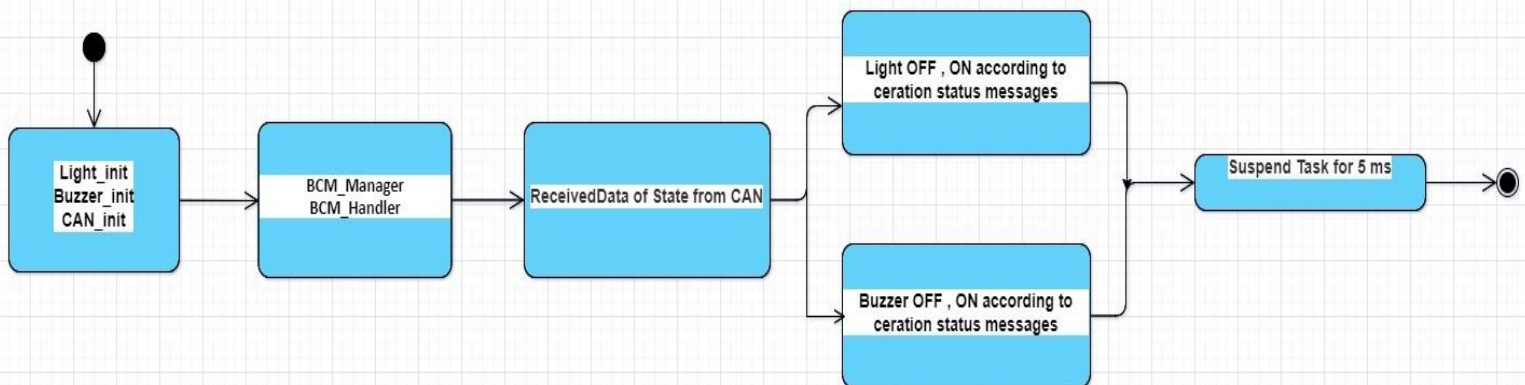 Light_init
Buzzer_init
CAN_init
BCM_Manager
BCM_Handler
ReceivedData of State from CAN
Light OFF , ON according to
ceration status messages
Buzzer OFF , ON according to
ceration status messages
Suspend Task for 5 ms